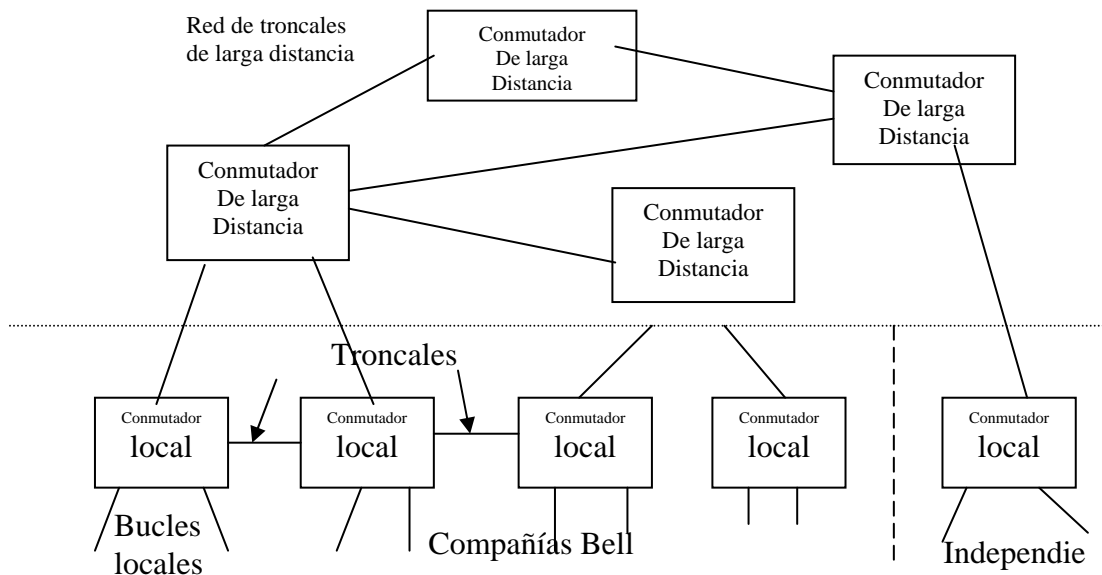 Red de troncales
de larga distancia
Conmutador
De larga
Distancia
Conmutador
De larga
Distancia
Conmutador
De larga
Distancia
Conmutador
De larga
Distancia
Troncales
Conmutador
local
Conmutador
local
Conmutador
local
Conmutador
local
Conmutador
local
Bucles
locales
Compañías Bell
Independie